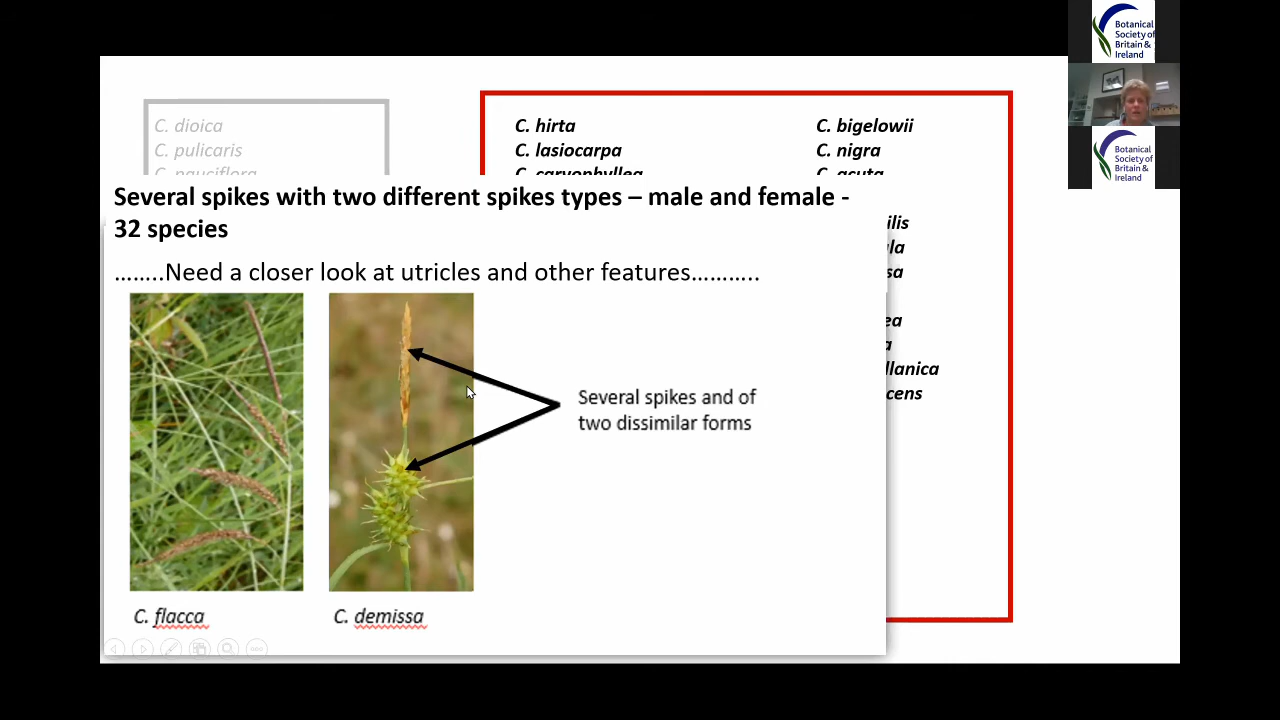 Botanical
Society of
Britain &
Ireland
C. dioica
C. pulicaris
C. pauciflora
C. hirta
C. lasiocarpa
C. caryophyllea
C. bigelowii
C. nigra
C. acuta
Several spikes with two different spikes types – male and female -
32 species
........Need a closer look at utricles and other features...........
ilis
la
sa
ea
a
llanica
cens
Several spikes and of
two dissimilar forms
C. flacca
C. demissa
Botanical
Society of
Britain &
Ireland